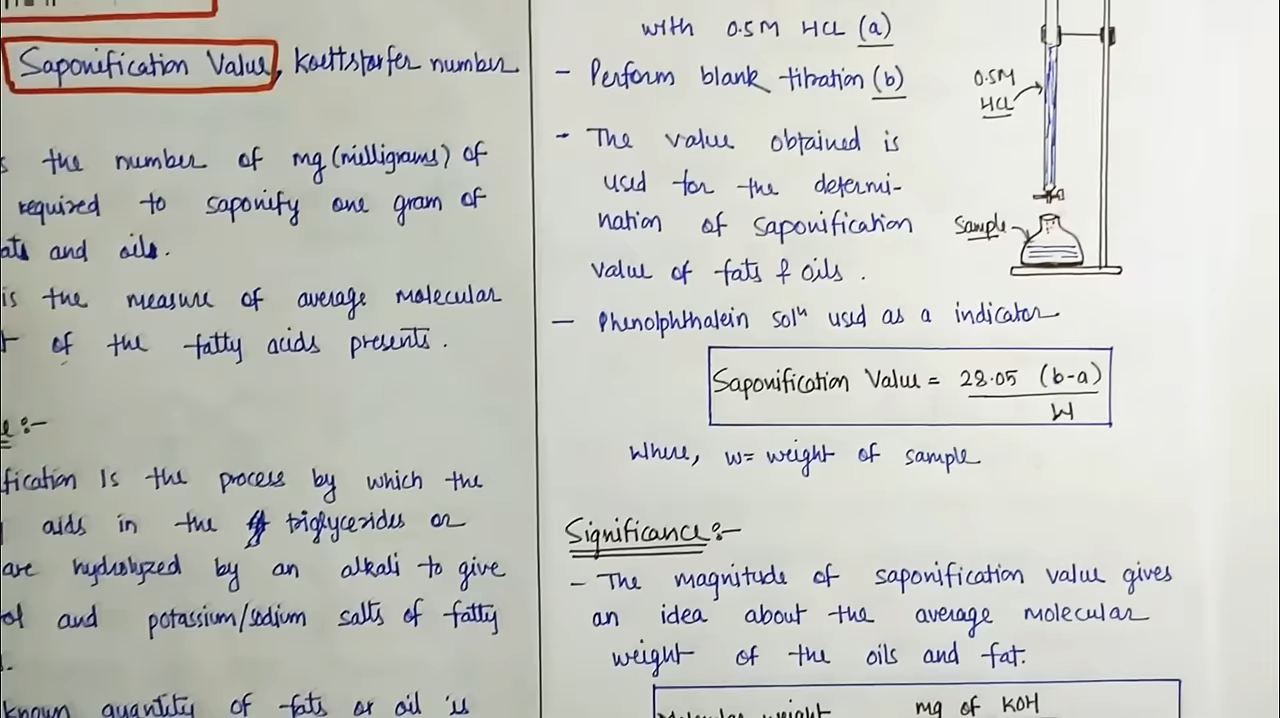 Saponification Value, Koettstorfer number
s the number of mg (milligrams) of
required to saponify one gram of
ats and oils.
is the measure of average molecular
of the fatty acids presents.
e :-
fication Is the process by which the
aids in the triglycerides or
are hydrolyzed by an alkali to give
ol and potassium/sodium salts of fatty
known quantity of fats or oil is
with 0.5M HCl (a)
- Perform blank titration (b)
- The value obtained is
used for the determi-
nation of saponification
value of fats & oils.
- Phenolphthalein solⁿ used as a indicator
Saponification Value = 28.05 (b-a)
W
Where, w= weight of sample
Significance :-
- The magnitude of saponification value gives
an idea about the average molecular
weight of the oils and fat.
Molecular weight mg of KOH
0.5M
HCl
Sample